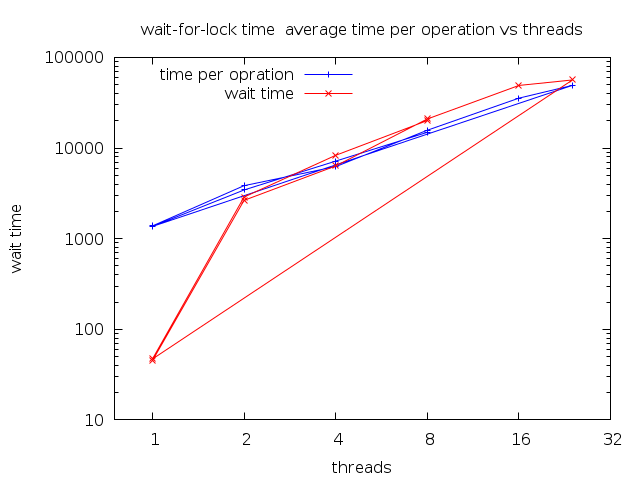 wait-for-lock time  average time per operation vs threads
100000
10000
1000
100
10
time per opration
wait time
wait time
1 2 4 8 16 32
threads